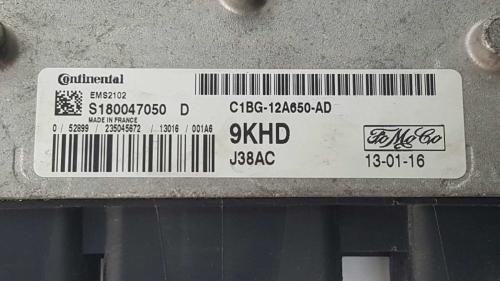 Continental
EMS2102
S180047050 D
MADE IN FRANCE
0 / 52899 / 235045672 / 13016 / 001A6
C1BG-12A650-AD
9KHD
J38AC
FoMoCo
13-01-16